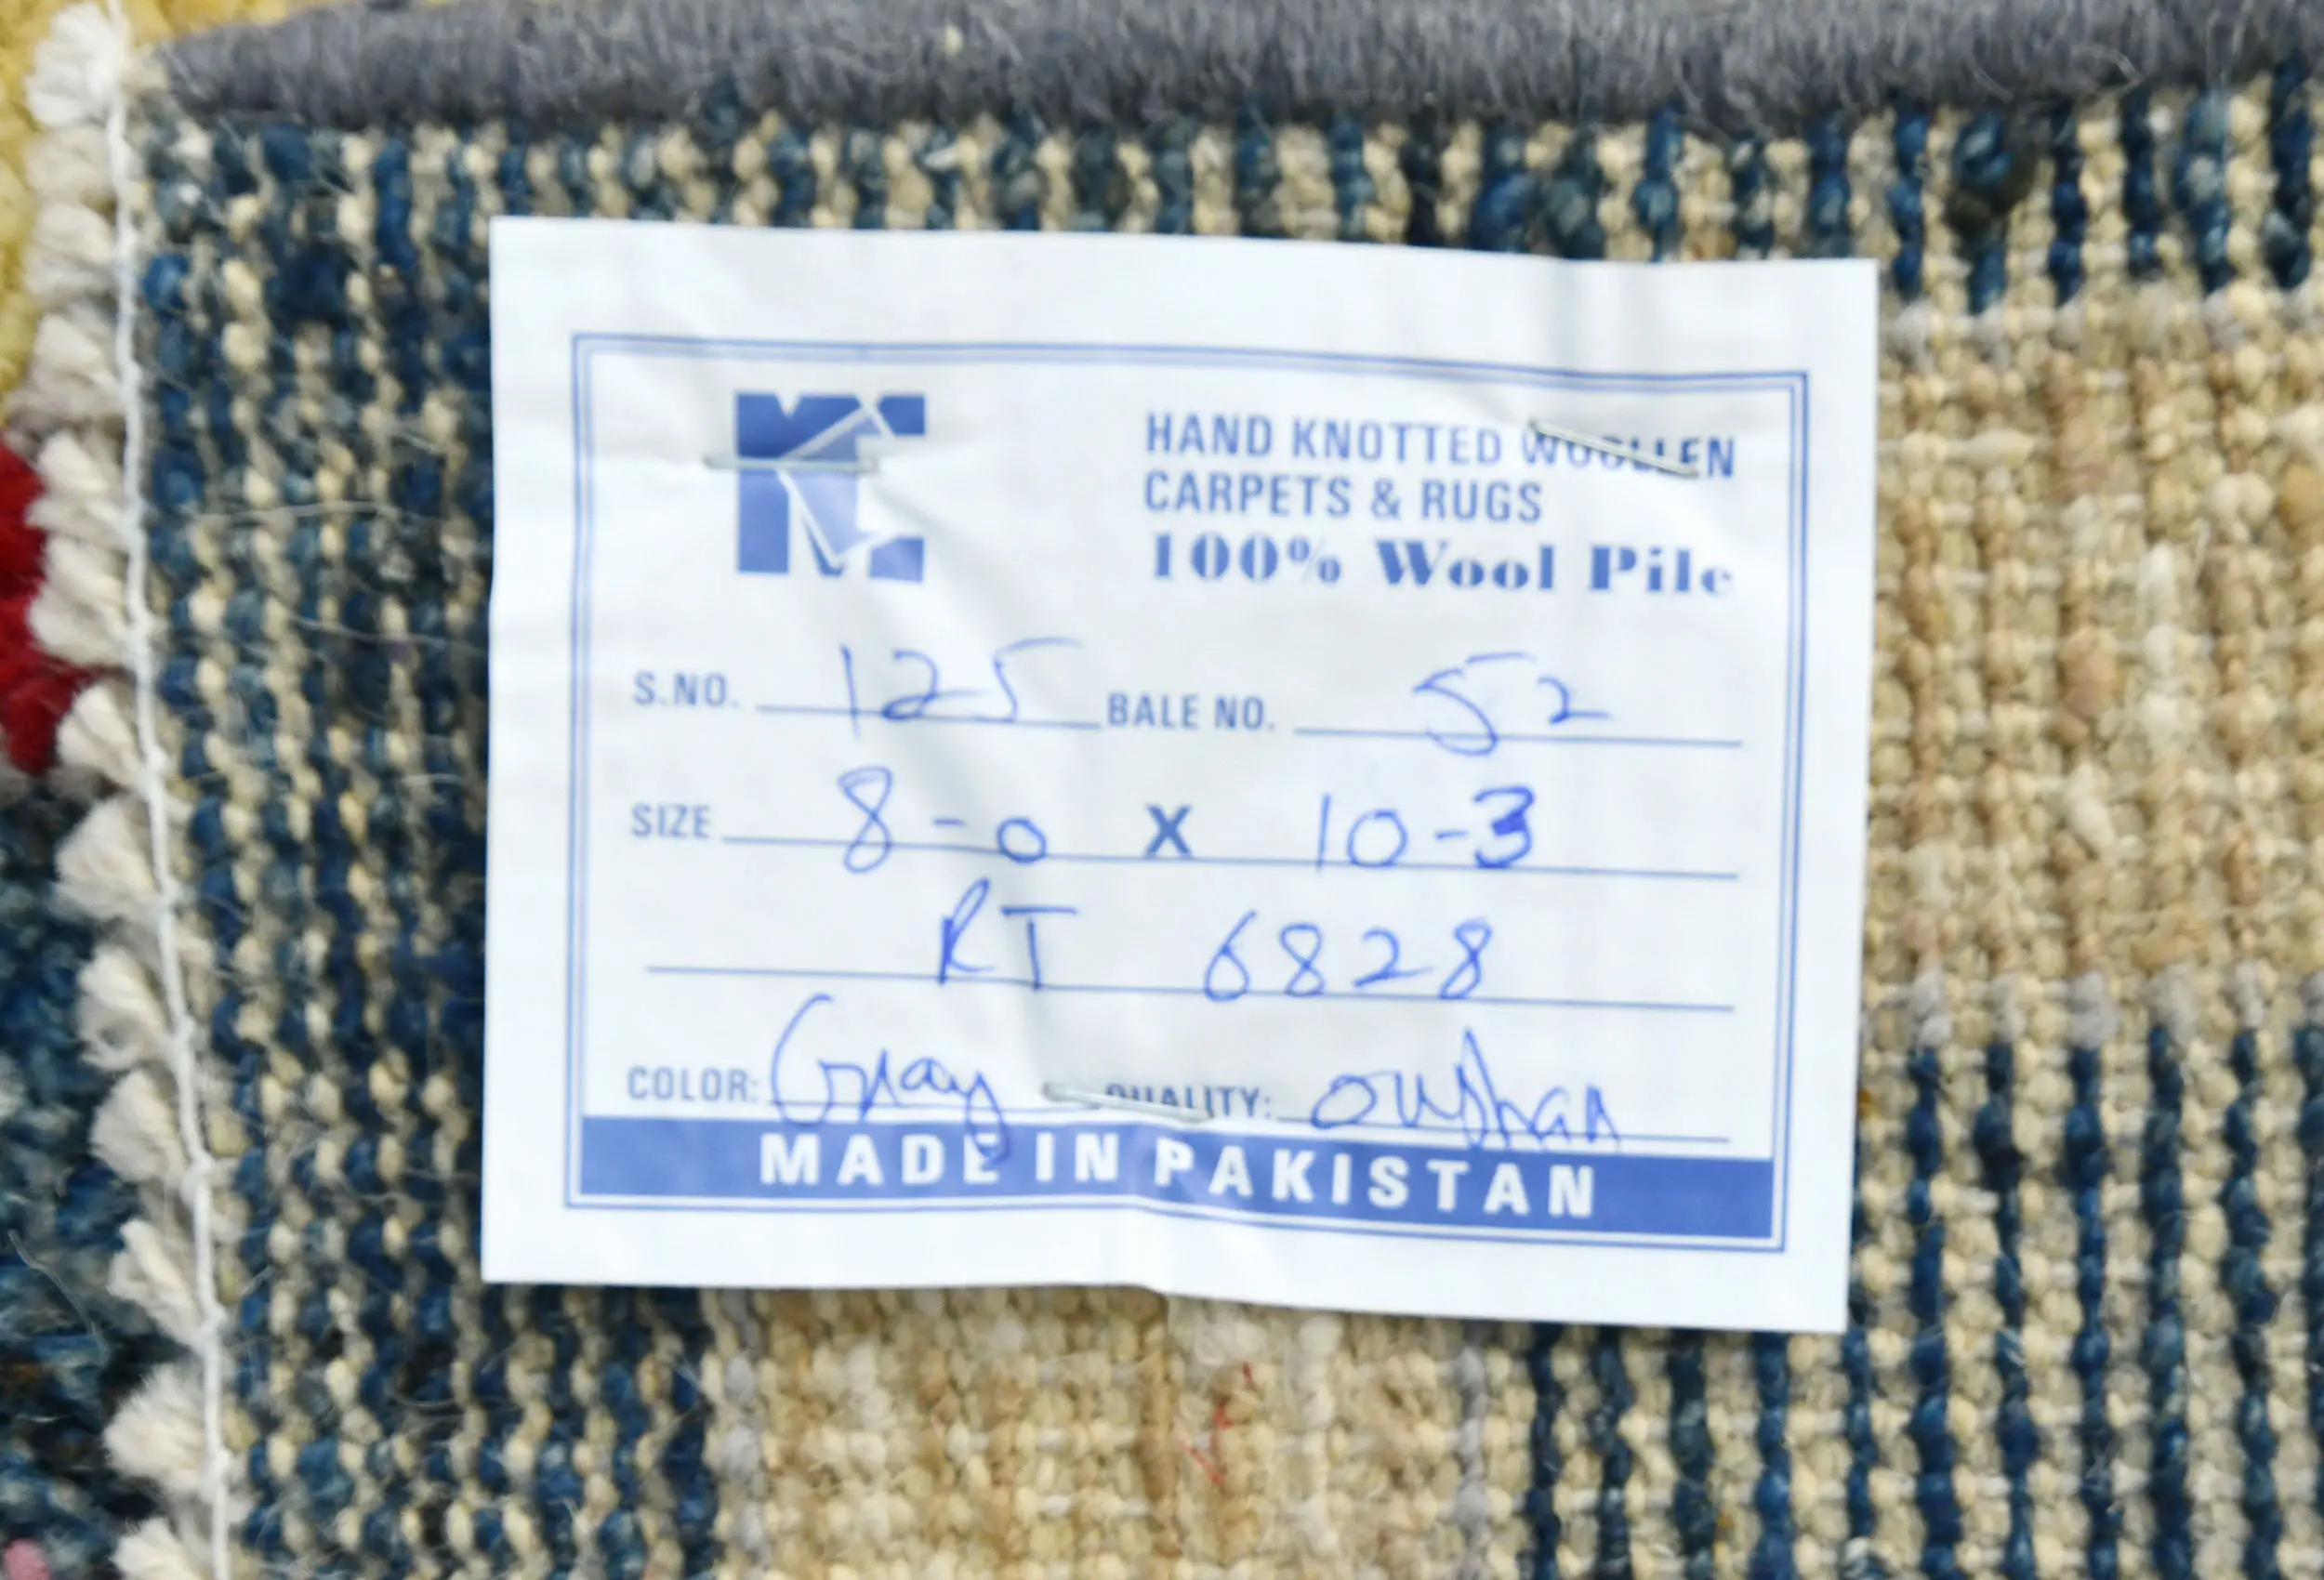 MC
HAND KNOTTED WOOLLEN
CARPETS & RUGS
100% Wool Pile
S.NO. 125 BALE NO. 52
SIZE 8-0 X 10-3
RT 6828
COLOR: Gray QUALITY:
MADE IN PAKISTAN